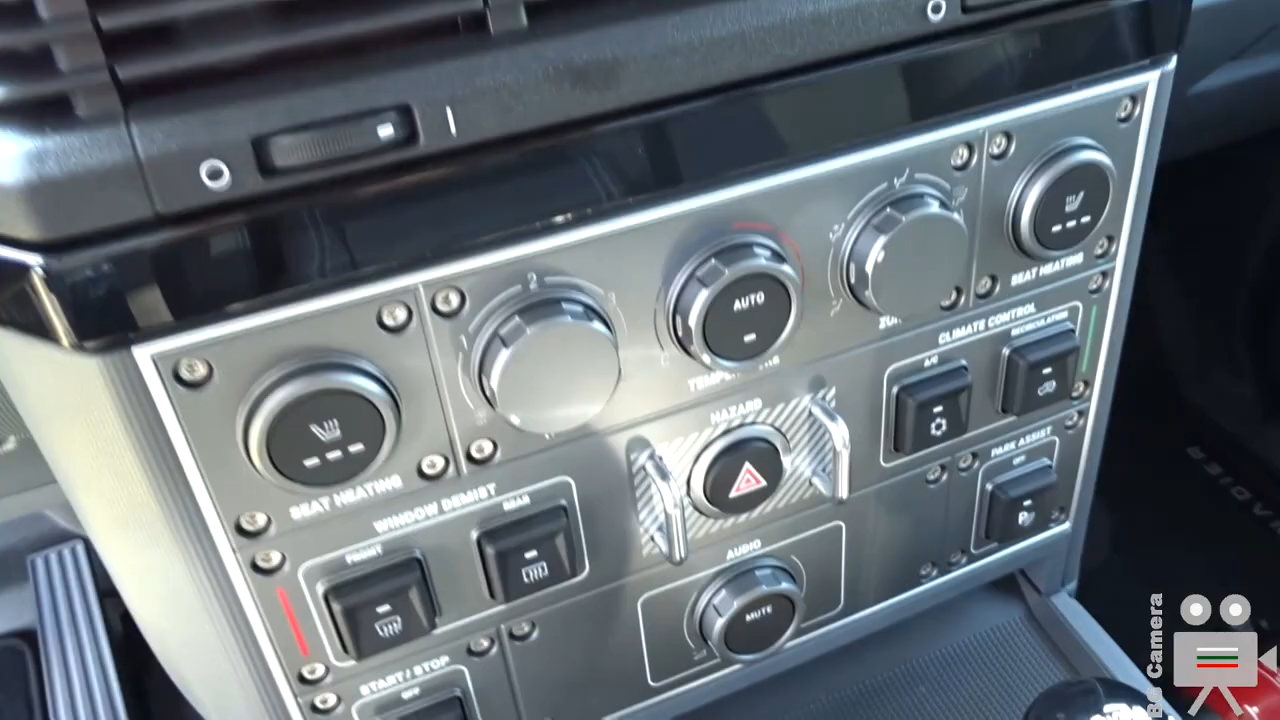 2
AUTO
SEAT HEATING
SEAT HEATING
CLIMATE CONTROL
A/C
RECIRCULATION
HAZARD
WINDOW DEMIST
FRONT
REAR
PARK ASSIST
OFF
AUDIO
MUTE
START / STOP
OFF
Camera